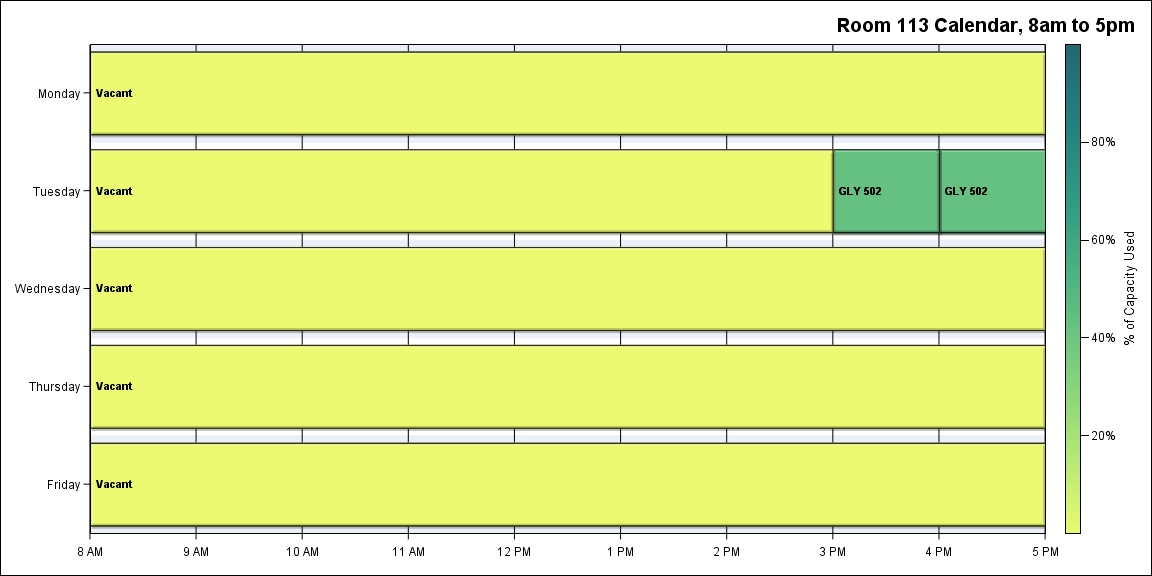 Room 113 Calendar, 8am to 5pm
Monday
Vacant
Tuesday
Vacant
GLY 502
GLY 502
Wednesday
Vacant
Thursday
Vacant
Friday
Vacant
8 AM
9 AM
10 AM
11 AM
12 PM
1 PM
2 PM
3 PM
4 PM
5 PM
80%
60%
40%
20%
% of Capacity Used